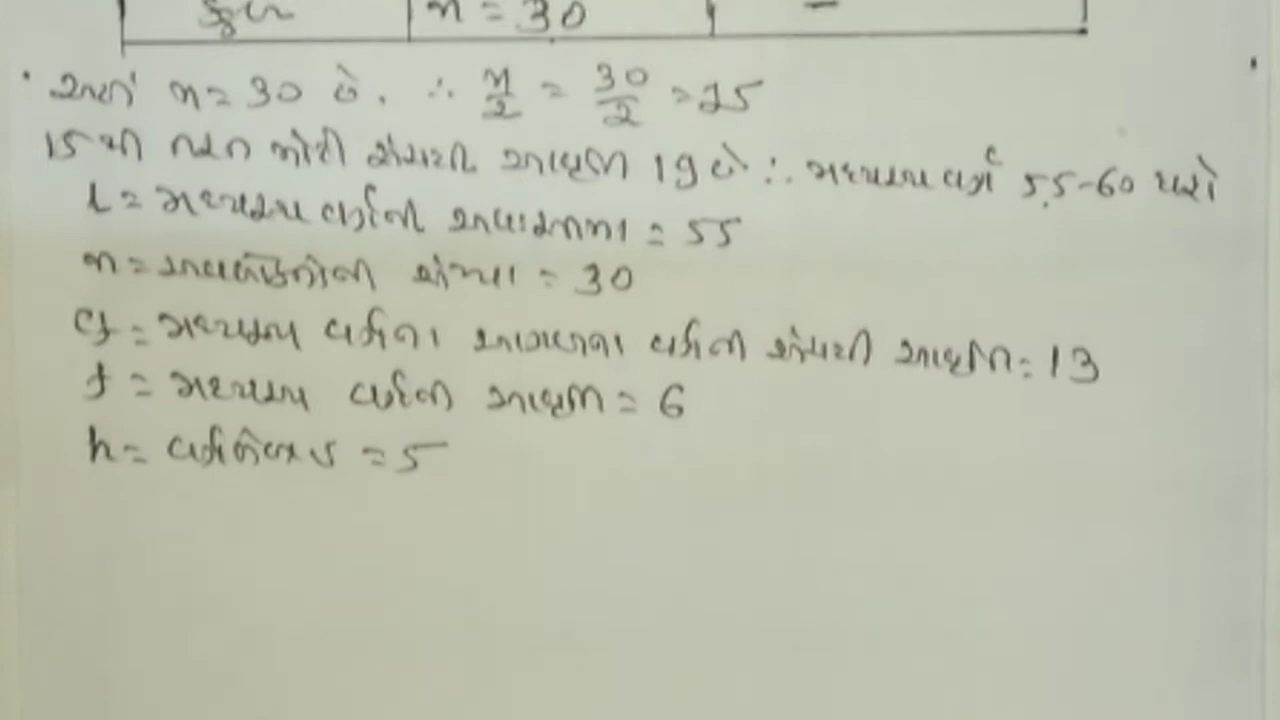 કુલ n = 30 –
અહીં n = 30 છે. ∴ n/2 = 30/2 = 15
15 થી તરત મોટી સંચયી આવૃત્તિ 19 છે ∴ મધ્યસ્થ વર્ગ 55-60 થશે
l = મધ્યસ્થ વર્ગની અધઃસીમા = 55
n = અવલોકનોની સંખ્યા = 30
cf = મધ્યસ્થ વર્ગના આગળના વર્ગની સંચયી આવૃત્તિ = 13
f = મધ્યસ્થ વર્ગની આવૃત્તિ = 6
h = વર્ગલંબાઈ = 5